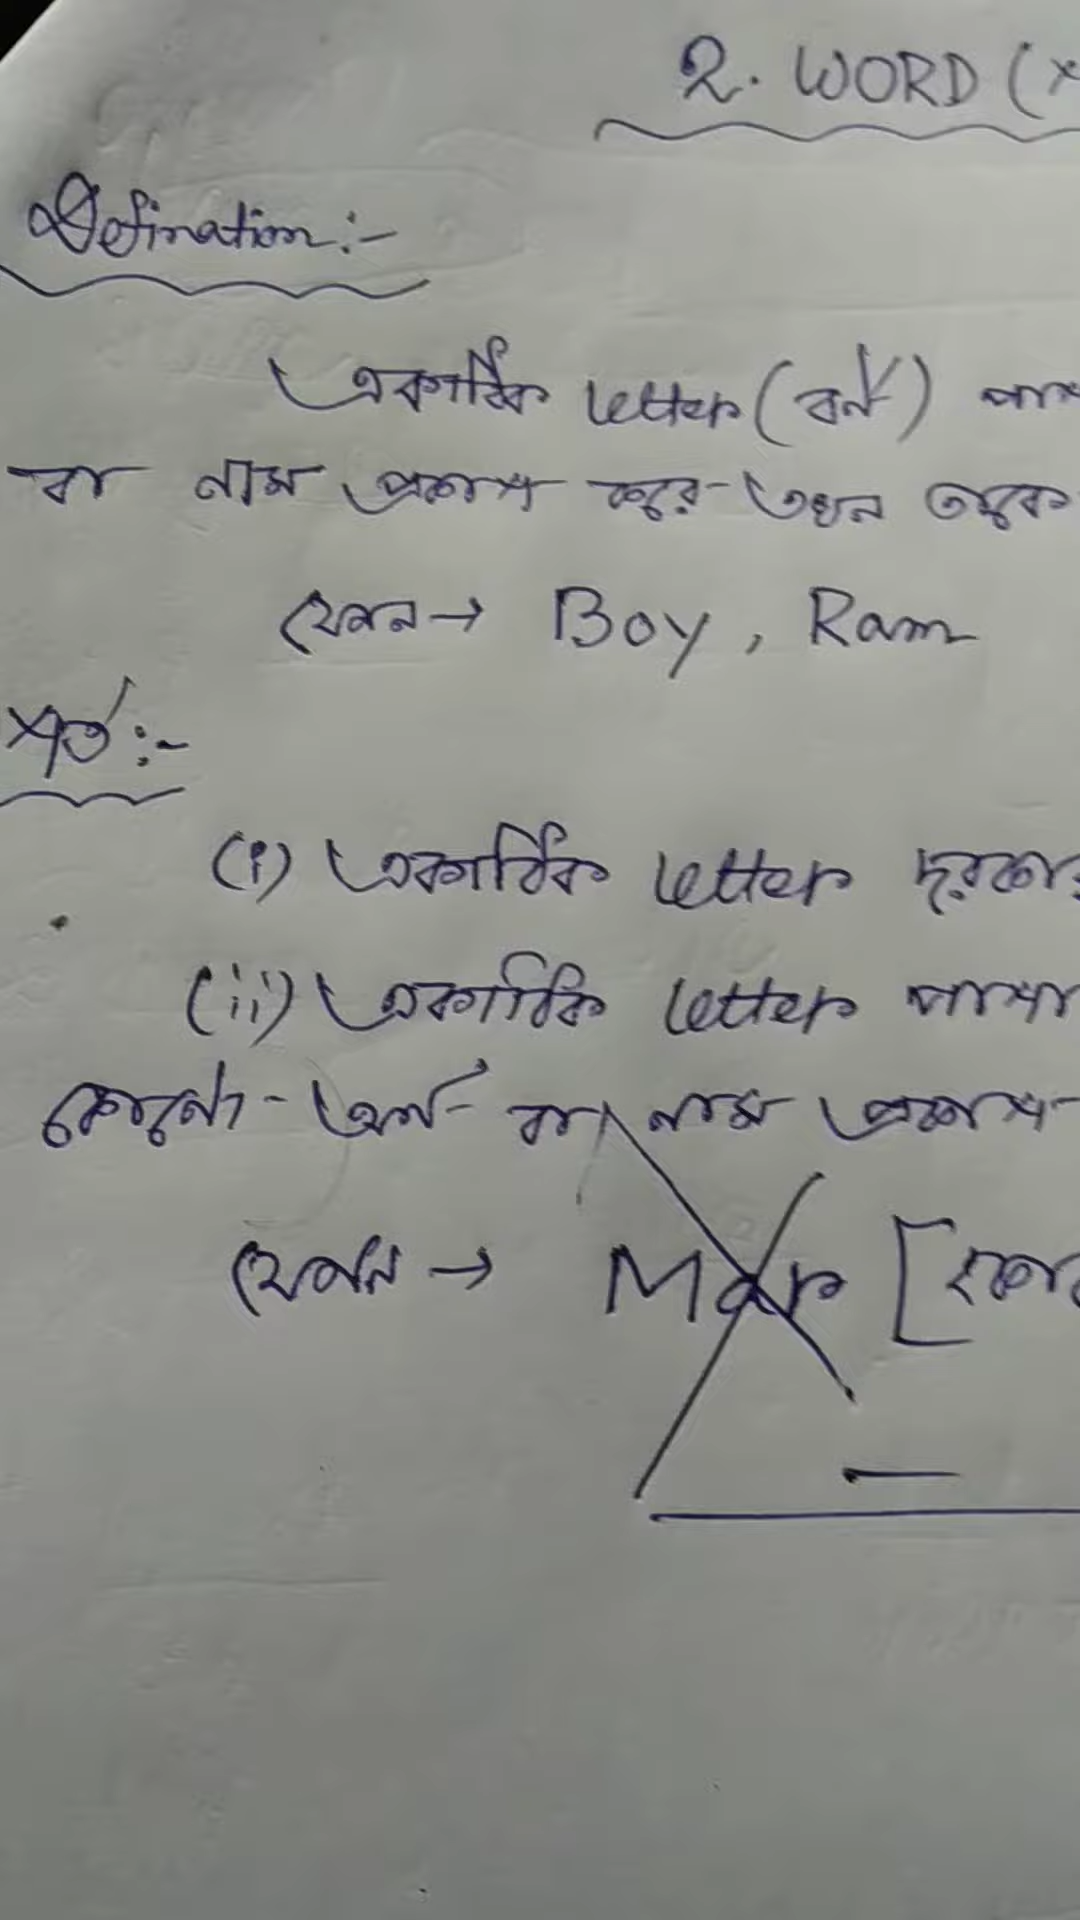 2. WORD (
Defination:-
একাধিক letter (বর্ণ)
বা নাম প্রকাশ করে তখন তাকে
যেমন → Boy, Ram
শর্ত :-
(i) একাধিক letter দরকার
(ii) একাধিক letter পাশা
কোনো অর্থ বা নাম প্রকাশ
যেমন → Mar [